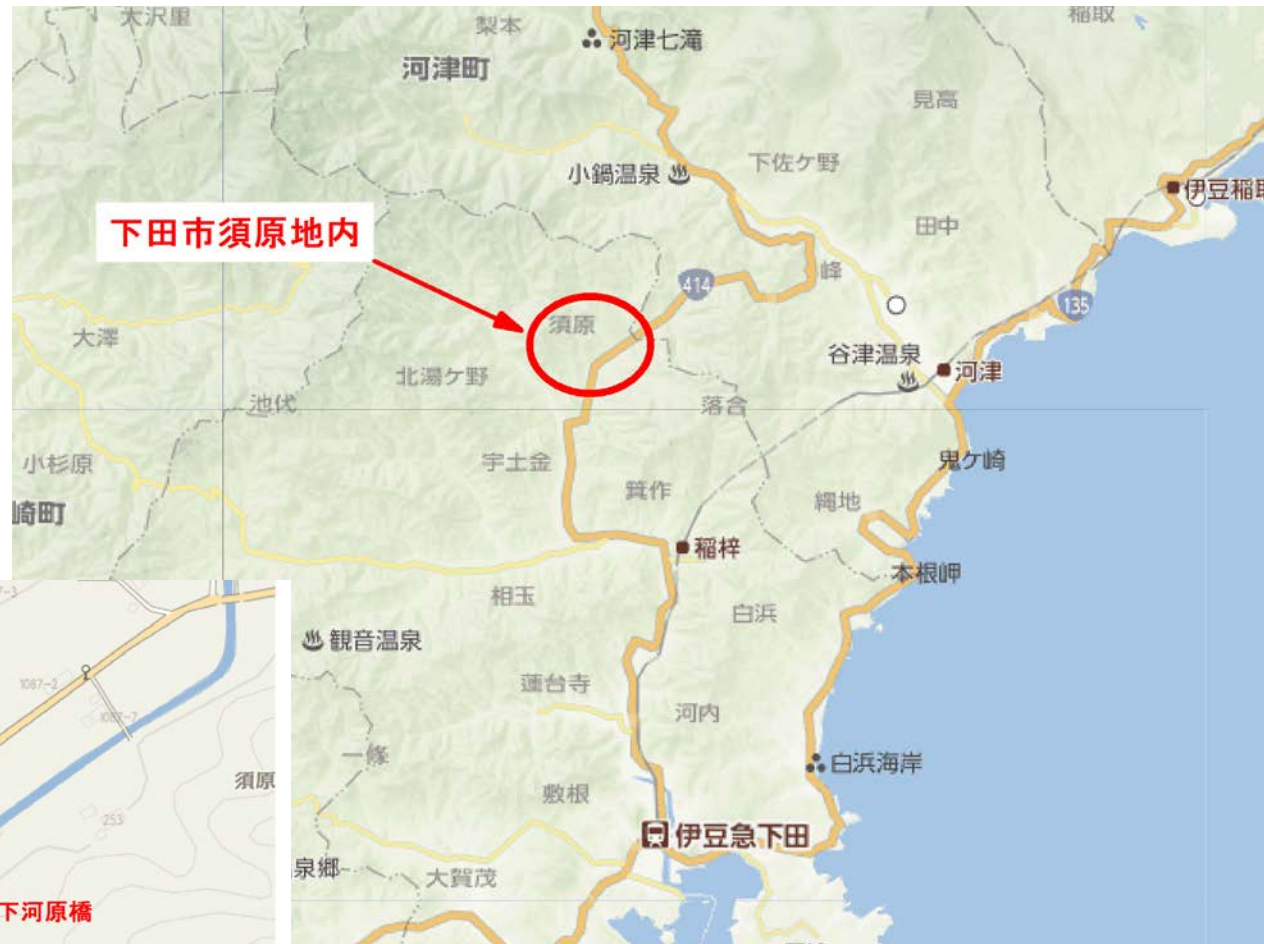 大沢里
梨本
河津七滝
稲取
河津町
見高
小鍋温泉
下佐ケ野
伊豆稲取
下田市須原地内
田中
峰
414
135
須原
大澤
谷津温泉
河津
北湯ケ野
池伏
落合
小杉原
宇土金
鬼ケ崎
箕作
縄地
崎町
稲梓
本根岬
相玉
白浜
観音温泉
1087-2
1087-7
蓮台寺
河内
一條
須原
白浜海岸
敷根
253
伊豆急下田
泉郷
大賀茂
下河原橋